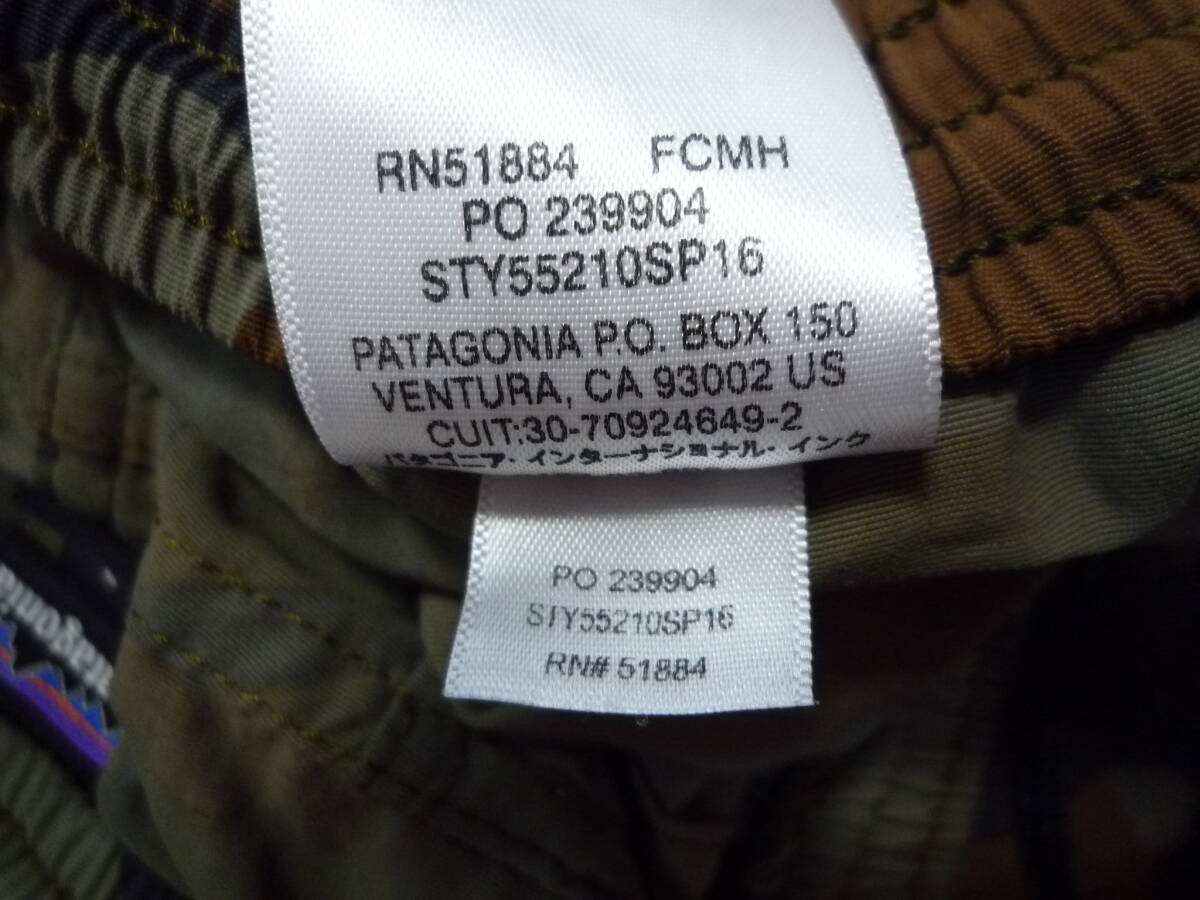 RN51884 FCMH
PO 239904
STY55210SP16
PATAGONIA P.O. BOX 150
VENTURA, CA 93002 US
CUIT:30-70924649-2
パタゴニア・インターナショナル・インク
PO 239904
STY55210SP16
RN# 51884
patagonia